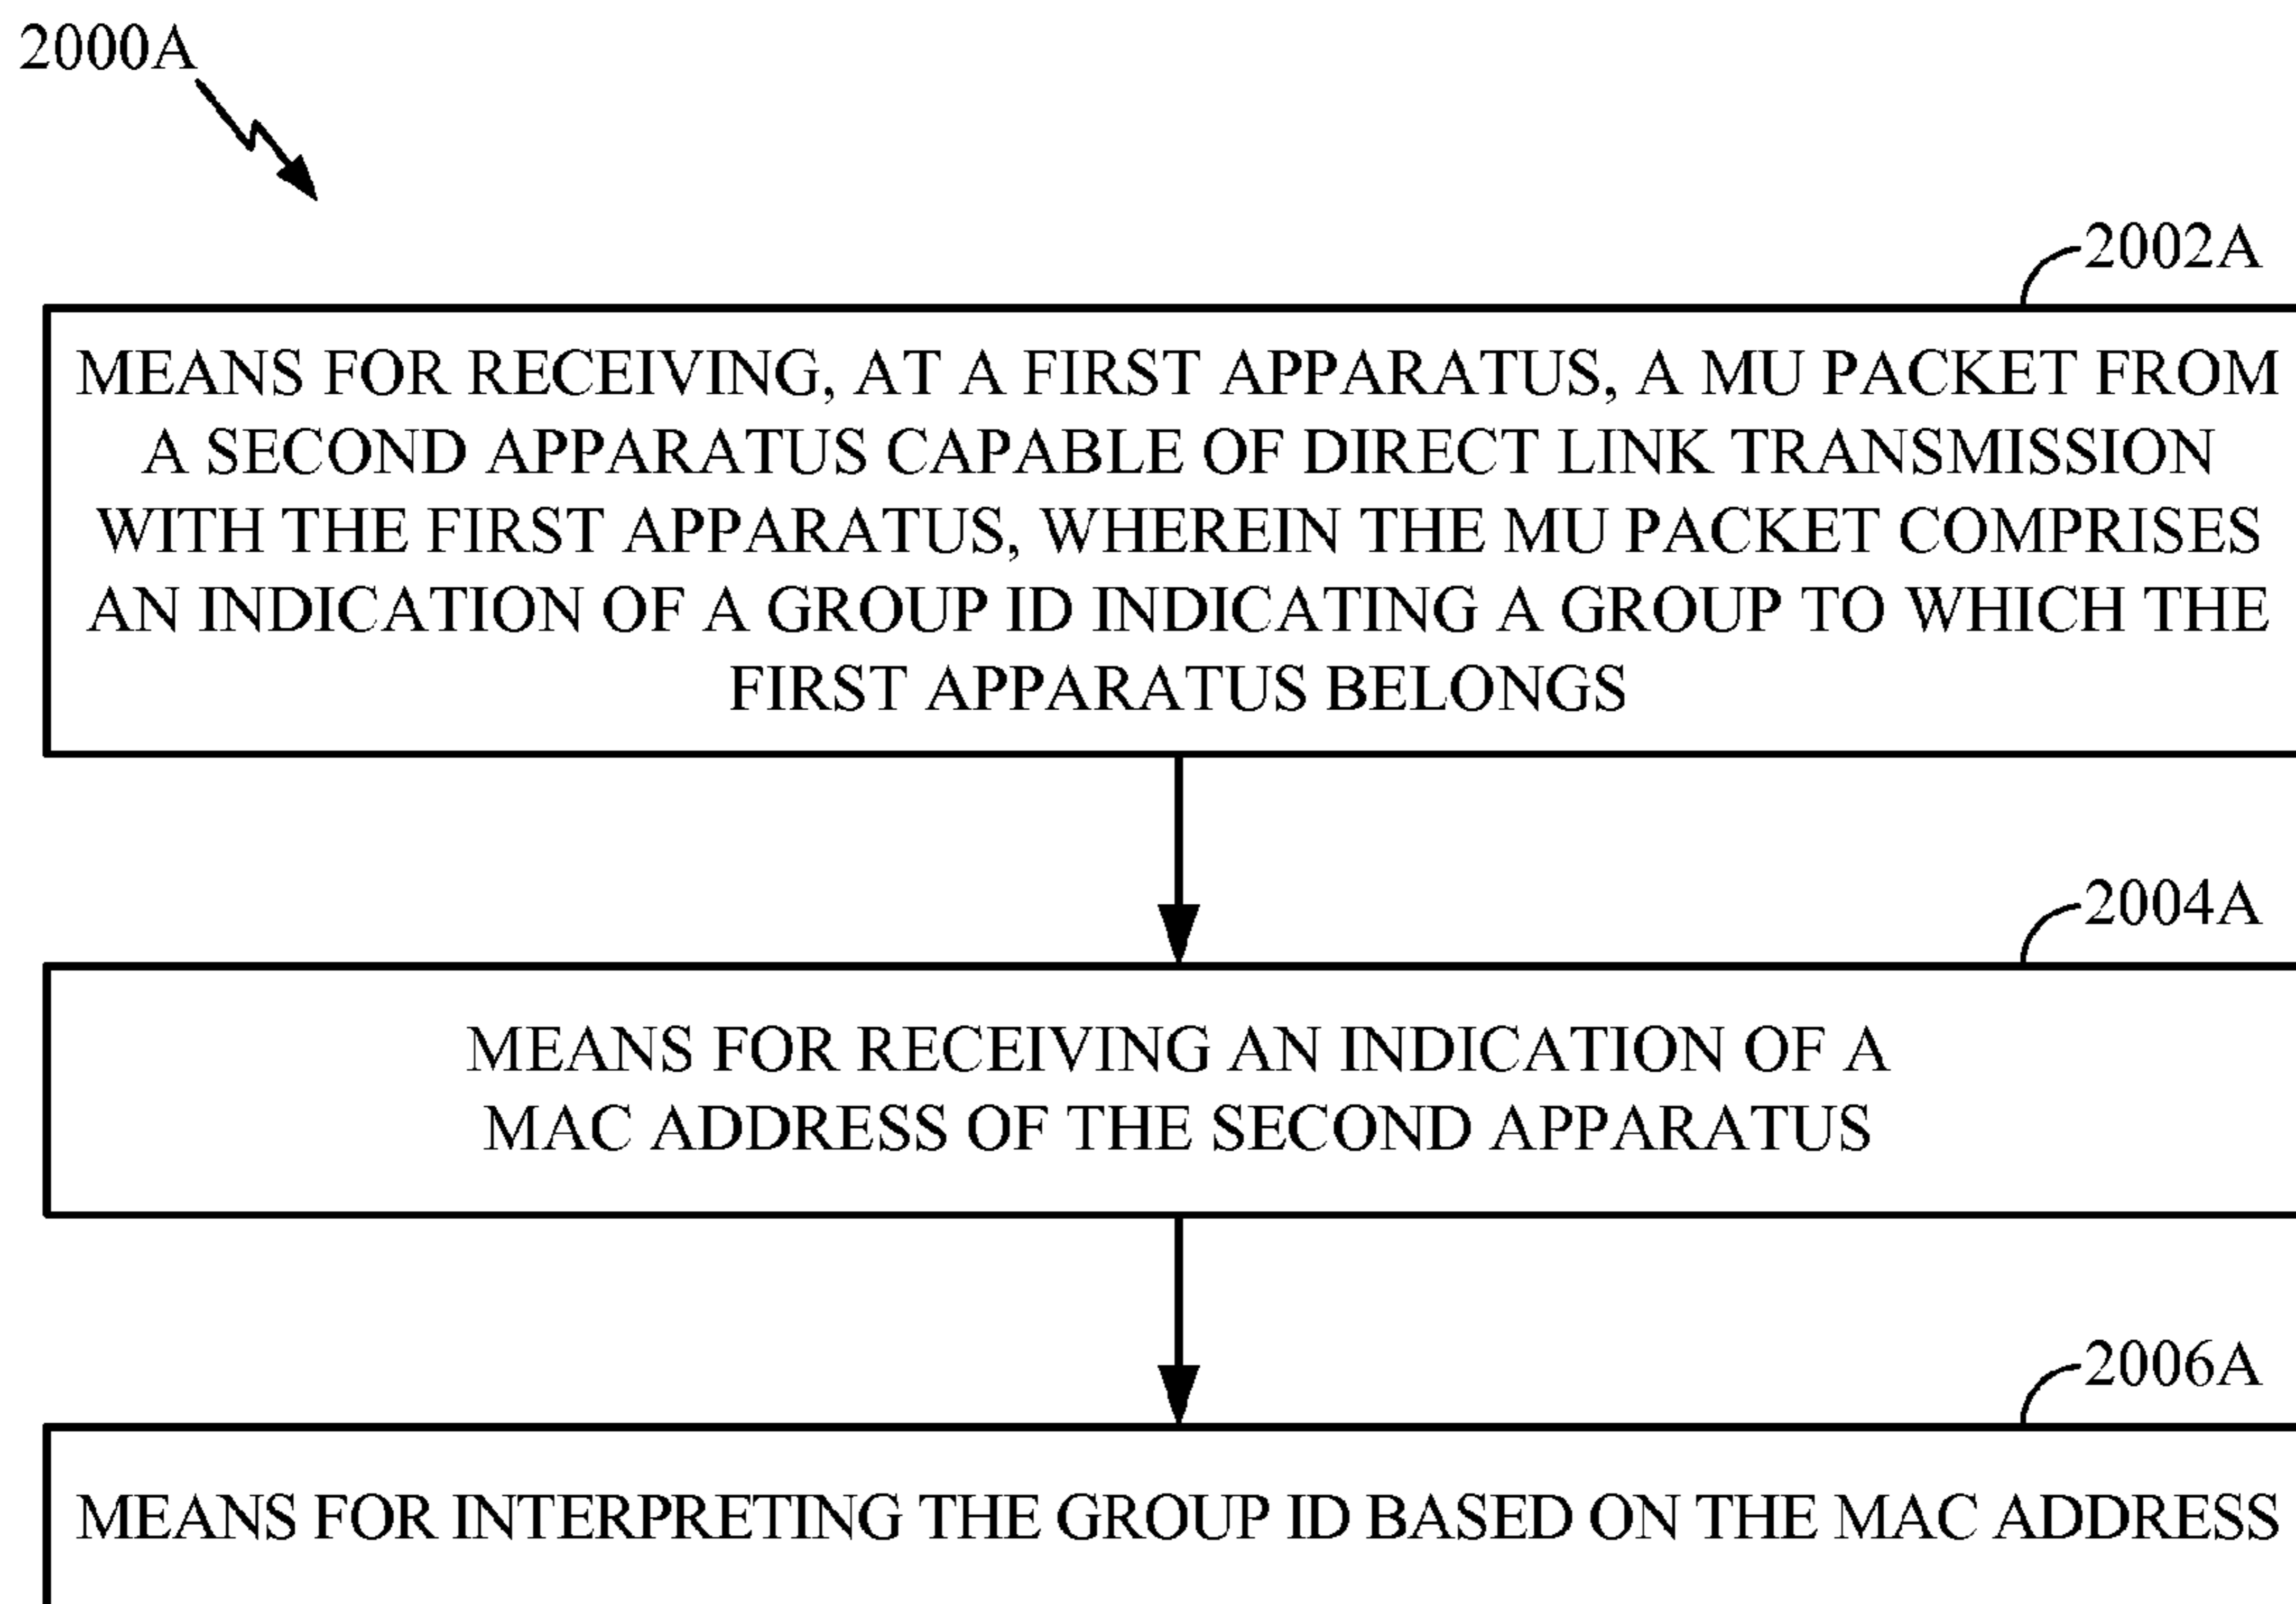 2000A
2002A
MEANS FOR RECEIVING, AT A FIRST APPARATUS, A MU PACKET FROM
A SECOND APPARATUS CAPABLE OF DIRECT LINK TRANSMISSION
WITH THE FIRST APPARATUS, WHEREIN THE MU PACKET COMPRISES
AN INDICATION OF A GROUP ID INDICATING A GROUP TO WHICH THE
FIRST APPARATUS BELONGS
2004A
MEANS FOR RECEIVING AN INDICATION OF A
MAC ADDRESS OF THE SECOND APPARATUS
2006A
MEANS FOR INTERPRETING THE GROUP ID BASED ON THE MAC ADDRESS